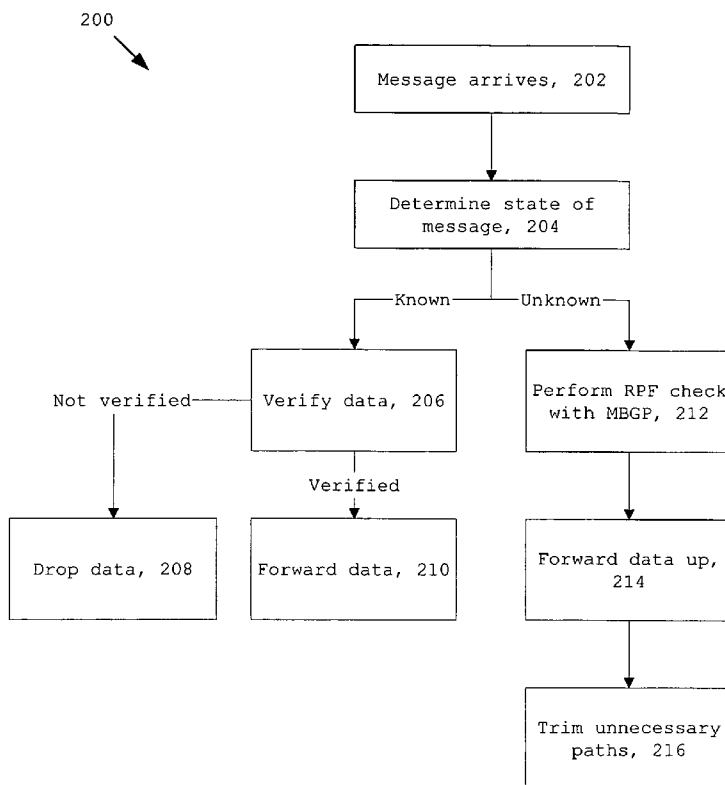 200
Message arrives, 202
Determine state of
message, 204
Known
Unknown
Not verified
Verify data, 206
Perform RPF check
with MBGP, 212
Verified
Drop data, 208
Forward data, 210
Forward data up,
214
Trim unnecessary
paths, 216